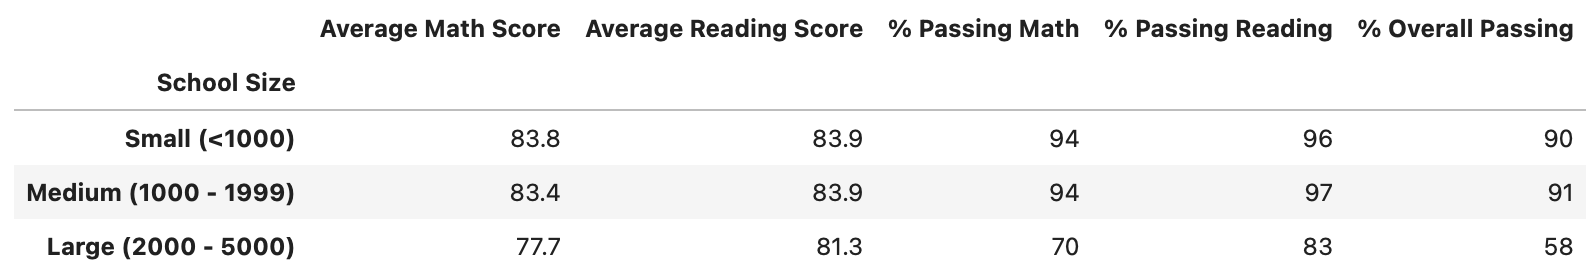 Average Math Score Average Reading Score % Passing Math % Passing Reading % Overall Passing
School Size
Small (<1000) 83.8 83.9 94 96 90
Medium (1000 - 1999) 83.4 83.9 94 97 91
Large (2000 - 5000) 77.7 81.3 70 83 58